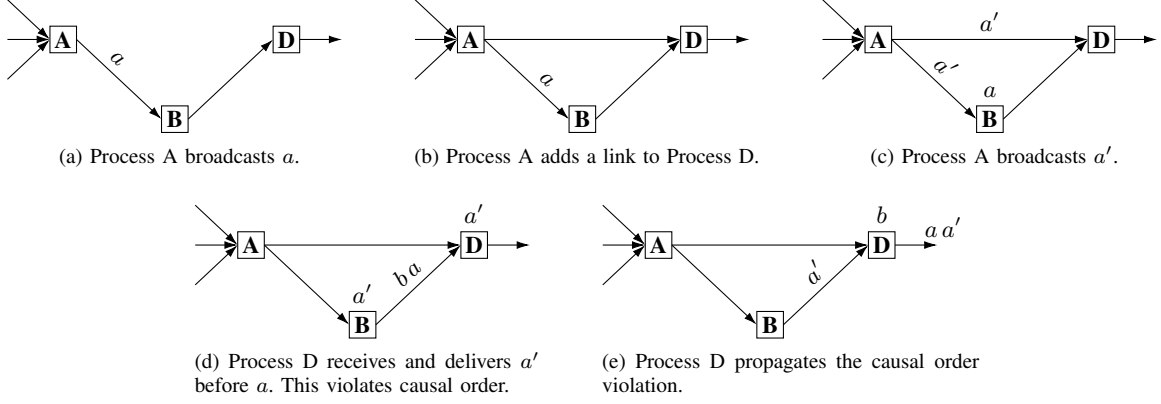 A D A D A a′ D
a a a′
a
B B B
(a) Process A broadcasts a. (b) Process A adds a link to Process D. (c) Process A broadcasts a′.
a′ b
A D A D a a′
b a a′
a′
B B
(d) Process D receives and delivers a′
before a. This violates causal order.
(e) Process D propagates the causal order
violation.